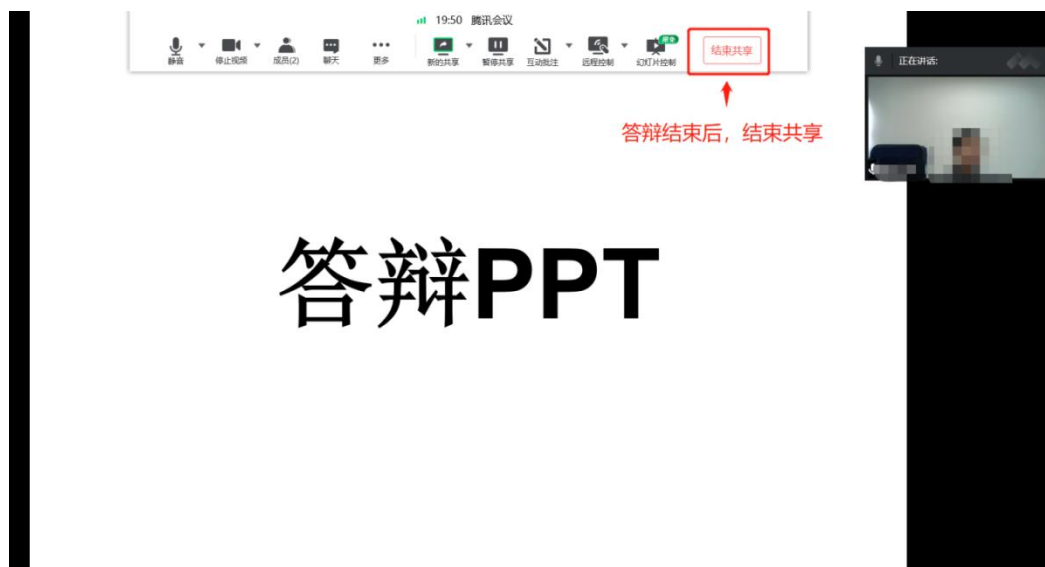 19:50 腾讯会议
静音 停止视频 成员(2) 聊天 更多 新的共享 暂停共享 互动批注 远程控制 幻灯片控制 结束共享
正在讲话:
答辩结束后，结束共享
答辩PPT